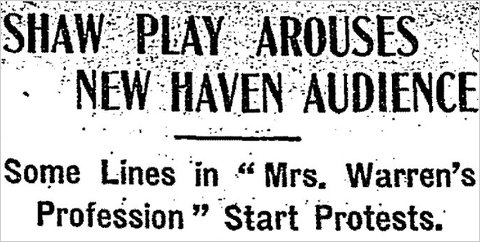 SHAW PLAY AROUSES
NEW HAVEN AUDIENCE
Some Lines in “Mrs. Warren's
Profession” Start Protests.